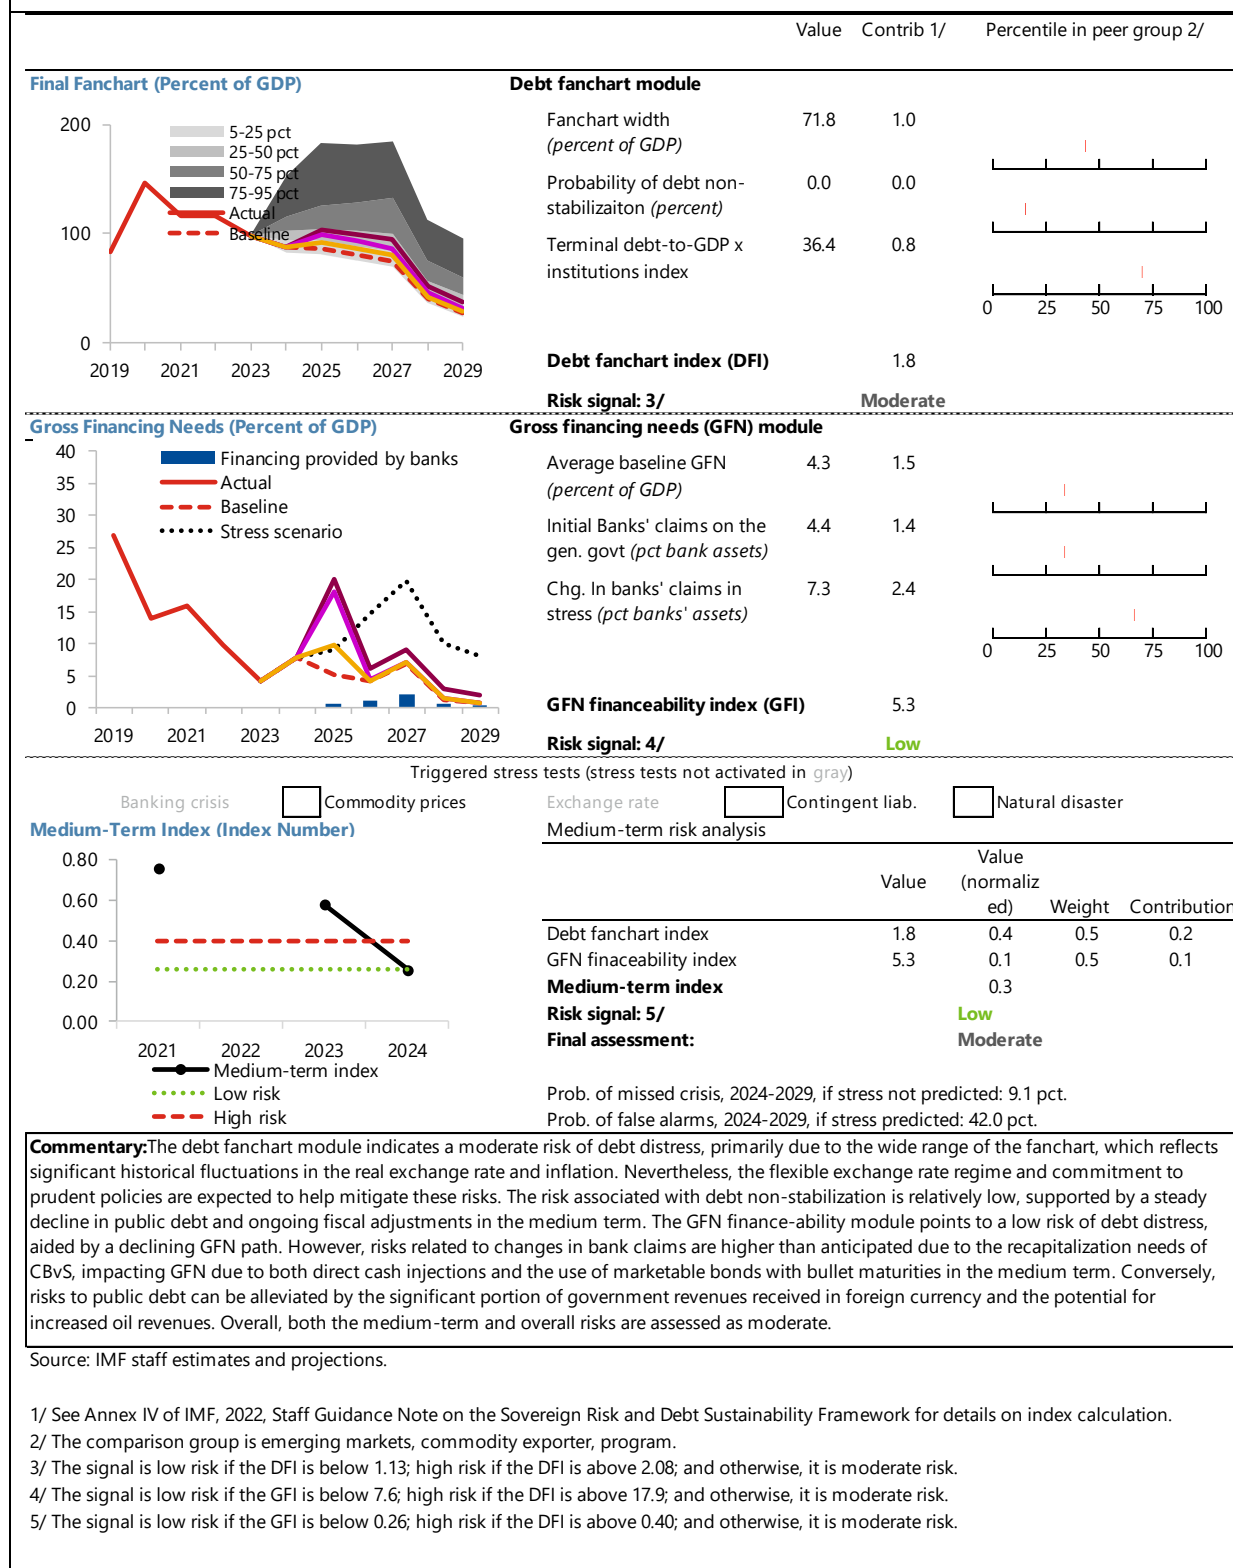 Value Contrib 1/ Percentile in peer group 2/
Final Fanchart (Percent of GDP)
200
100
0
5-25 pct
25-50 pct
50-75 pct
75-95 pct
Actual
Baseline
2019 2021 2023 2025 2027 2029
Debt fanchart module
Fanchart width 71.8 1.0
(percent of GDP)
Probability of debt non- 0.0 0.0
stabilizaiton (percent)
Terminal debt-to-GDP x 36.4 0.8
institutions index
0 25 50 75 100
Debt fanchart index (DFI) 1.8
Risk signal: 3/ Moderate
Gross Financing Needs (Percent of GDP)
40
35
30
25
20
15
10
5
0
Financing provided by banks
Actual
Baseline
Stress scenario
2019 2021 2023 2025 2027 2029
Gross financing needs (GFN) module
Average baseline GFN 4.3 1.5
(percent of GDP)
Initial Banks' claims on the 4.4 1.4
gen. govt (pct bank assets)
Chg. In banks' claims in 7.3 2.4
stress (pct banks' assets)
0 25 50 75 100
GFN financeability index (GFI) 5.3
Risk signal: 4/ Low
Triggered stress tests (stress tests not activated in gray)
Banking crisis Commodity prices Exchange rate Contingent liab. Natural disaster
Medium-Term Index (Index Number)
0.80
0.60
0.40
0.20
0.00
2021 2022 2023 2024
Medium-term index
Low risk
High risk
Medium-term risk analysis
Value
Value (normaliz
ed) Weight Contribution
Debt fanchart index 1.8 0.4 0.5 0.2
GFN finaceability index 5.3 0.1 0.5 0.1
Medium-term index 0.3
Risk signal: 5/ Low
Final assessment: Moderate
Prob. of missed crisis, 2024-2029, if stress not predicted: 9.1 pct.
Prob. of false alarms, 2024-2029, if stress predicted: 42.0 pct.
Commentary:The debt fanchart module indicates a moderate risk of debt distress, primarily due to the wide range of the fanchart, which reflects
significant historical fluctuations in the real exchange rate and inflation. Nevertheless, the flexible exchange rate regime and commitment to
prudent policies are expected to help mitigate these risks. The risk associated with debt non-stabilization is relatively low, supported by a steady
decline in public debt and ongoing fiscal adjustments in the medium term. The GFN finance-ability module points to a low risk of debt distress,
aided by a declining GFN path. However, risks related to changes in bank claims are higher than anticipated due to the recapitalization needs of
CBvS, impacting GFN due to both direct cash injections and the use of marketable bonds with bullet maturities in the medium term. Conversely,
risks to public debt can be alleviated by the significant portion of government revenues received in foreign currency and the potential for
increased oil revenues. Overall, both the medium-term and overall risks are assessed as moderate.
Source: IMF staff estimates and projections.
1/ See Annex IV of IMF, 2022, Staff Guidance Note on the Sovereign Risk and Debt Sustainability Framework for details on index calculation.
2/ The comparison group is emerging markets, commodity exporter, program.
3/ The signal is low risk if the DFI is below 1.13; high risk if the DFI is above 2.08; and otherwise, it is moderate risk.
4/ The signal is low risk if the GFI is below 7.6; high risk if the DFI is above 17.9; and otherwise, it is moderate risk.
5/ The signal is low risk if the GFI is below 0.26; high risk if the DFI is above 0.40; and otherwise, it is moderate risk.